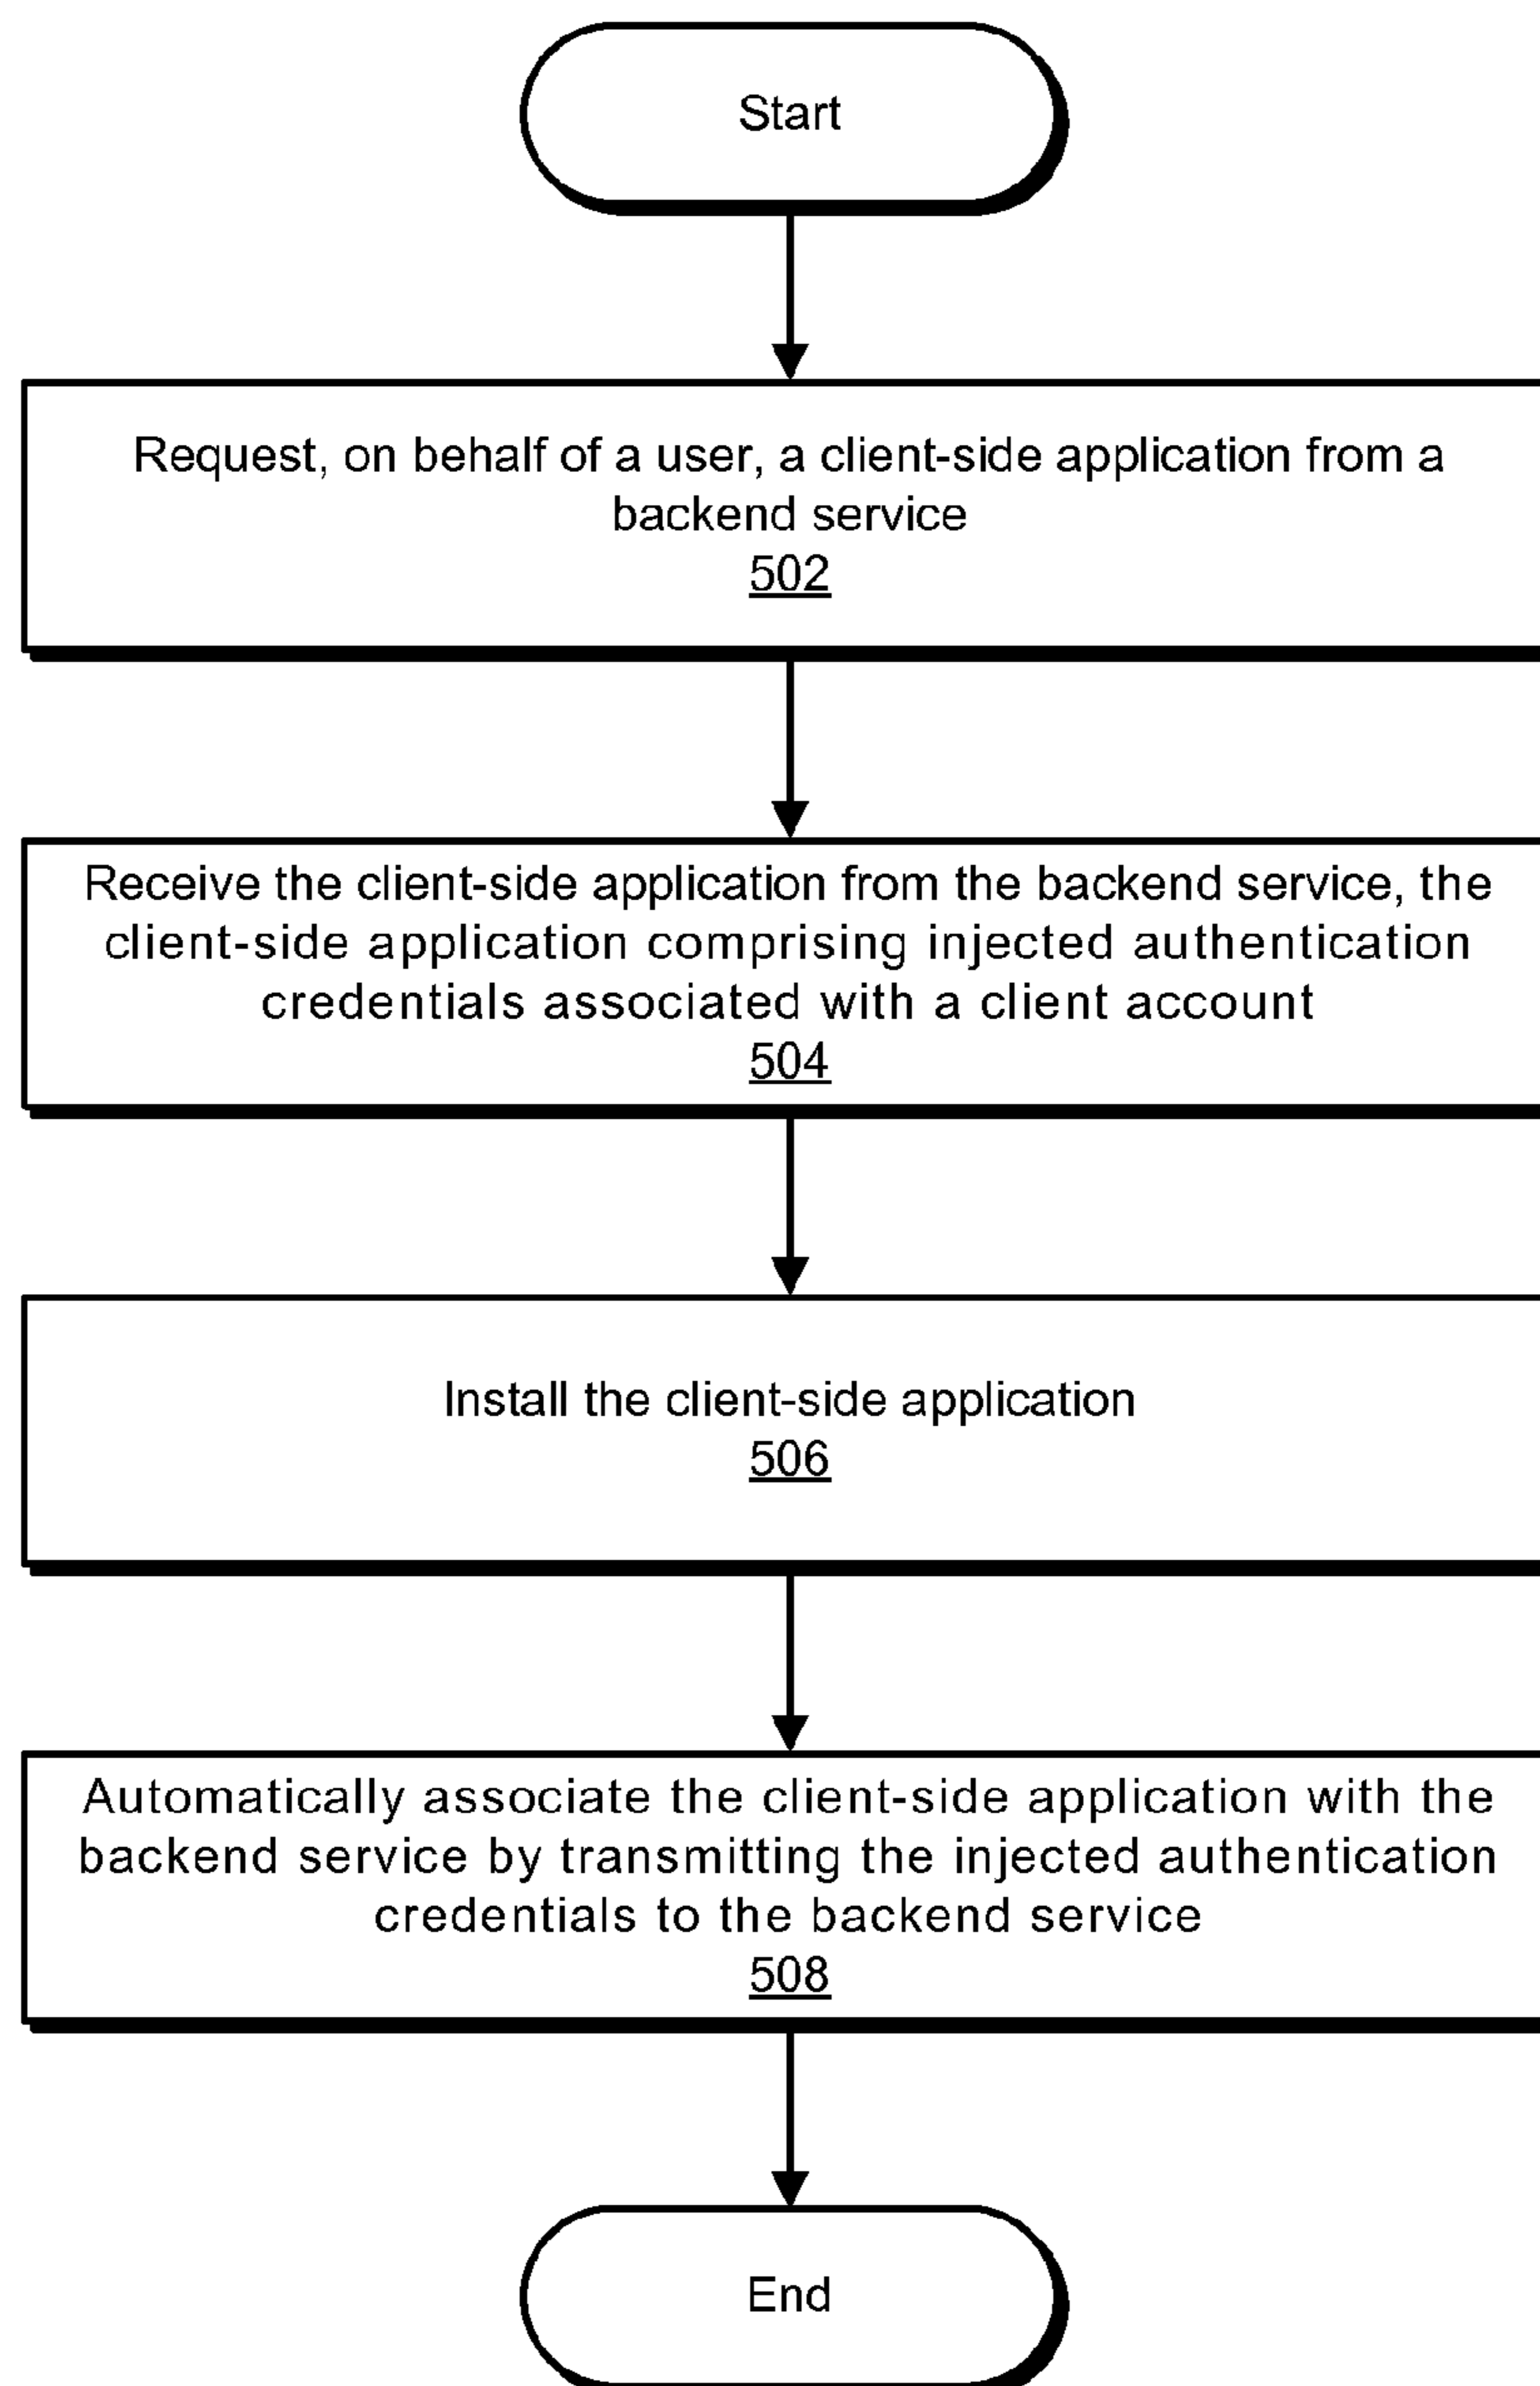 Start
Request, on behalf of a user, a client-side application from a
backend service
502
Receive the client-side application from the backend service, the
client-side application comprising injected authentication
credentials associated with a client account
504
Install the client-side application
506
Automatically associate the client-side application with the
backend service by transmitting the injected authentication
credentials to the backend service
508
End